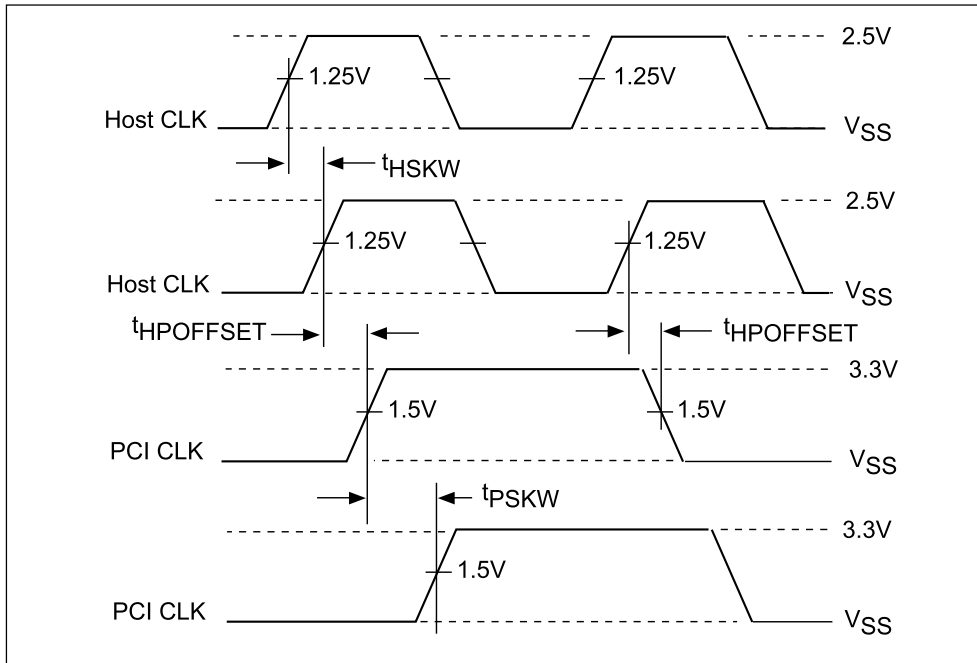 2.5V
1.25V
1.25V
Host CLK
VSS
tHSKW
2.5V
1.25V
1.25V
Host CLK
VSS
tHPOFFSET
tHPOFFSET
3.3V
1.5V
1.5V
PCI CLK
VSS
tPSKW
3.3V
1.5V
PCI CLK
VSS